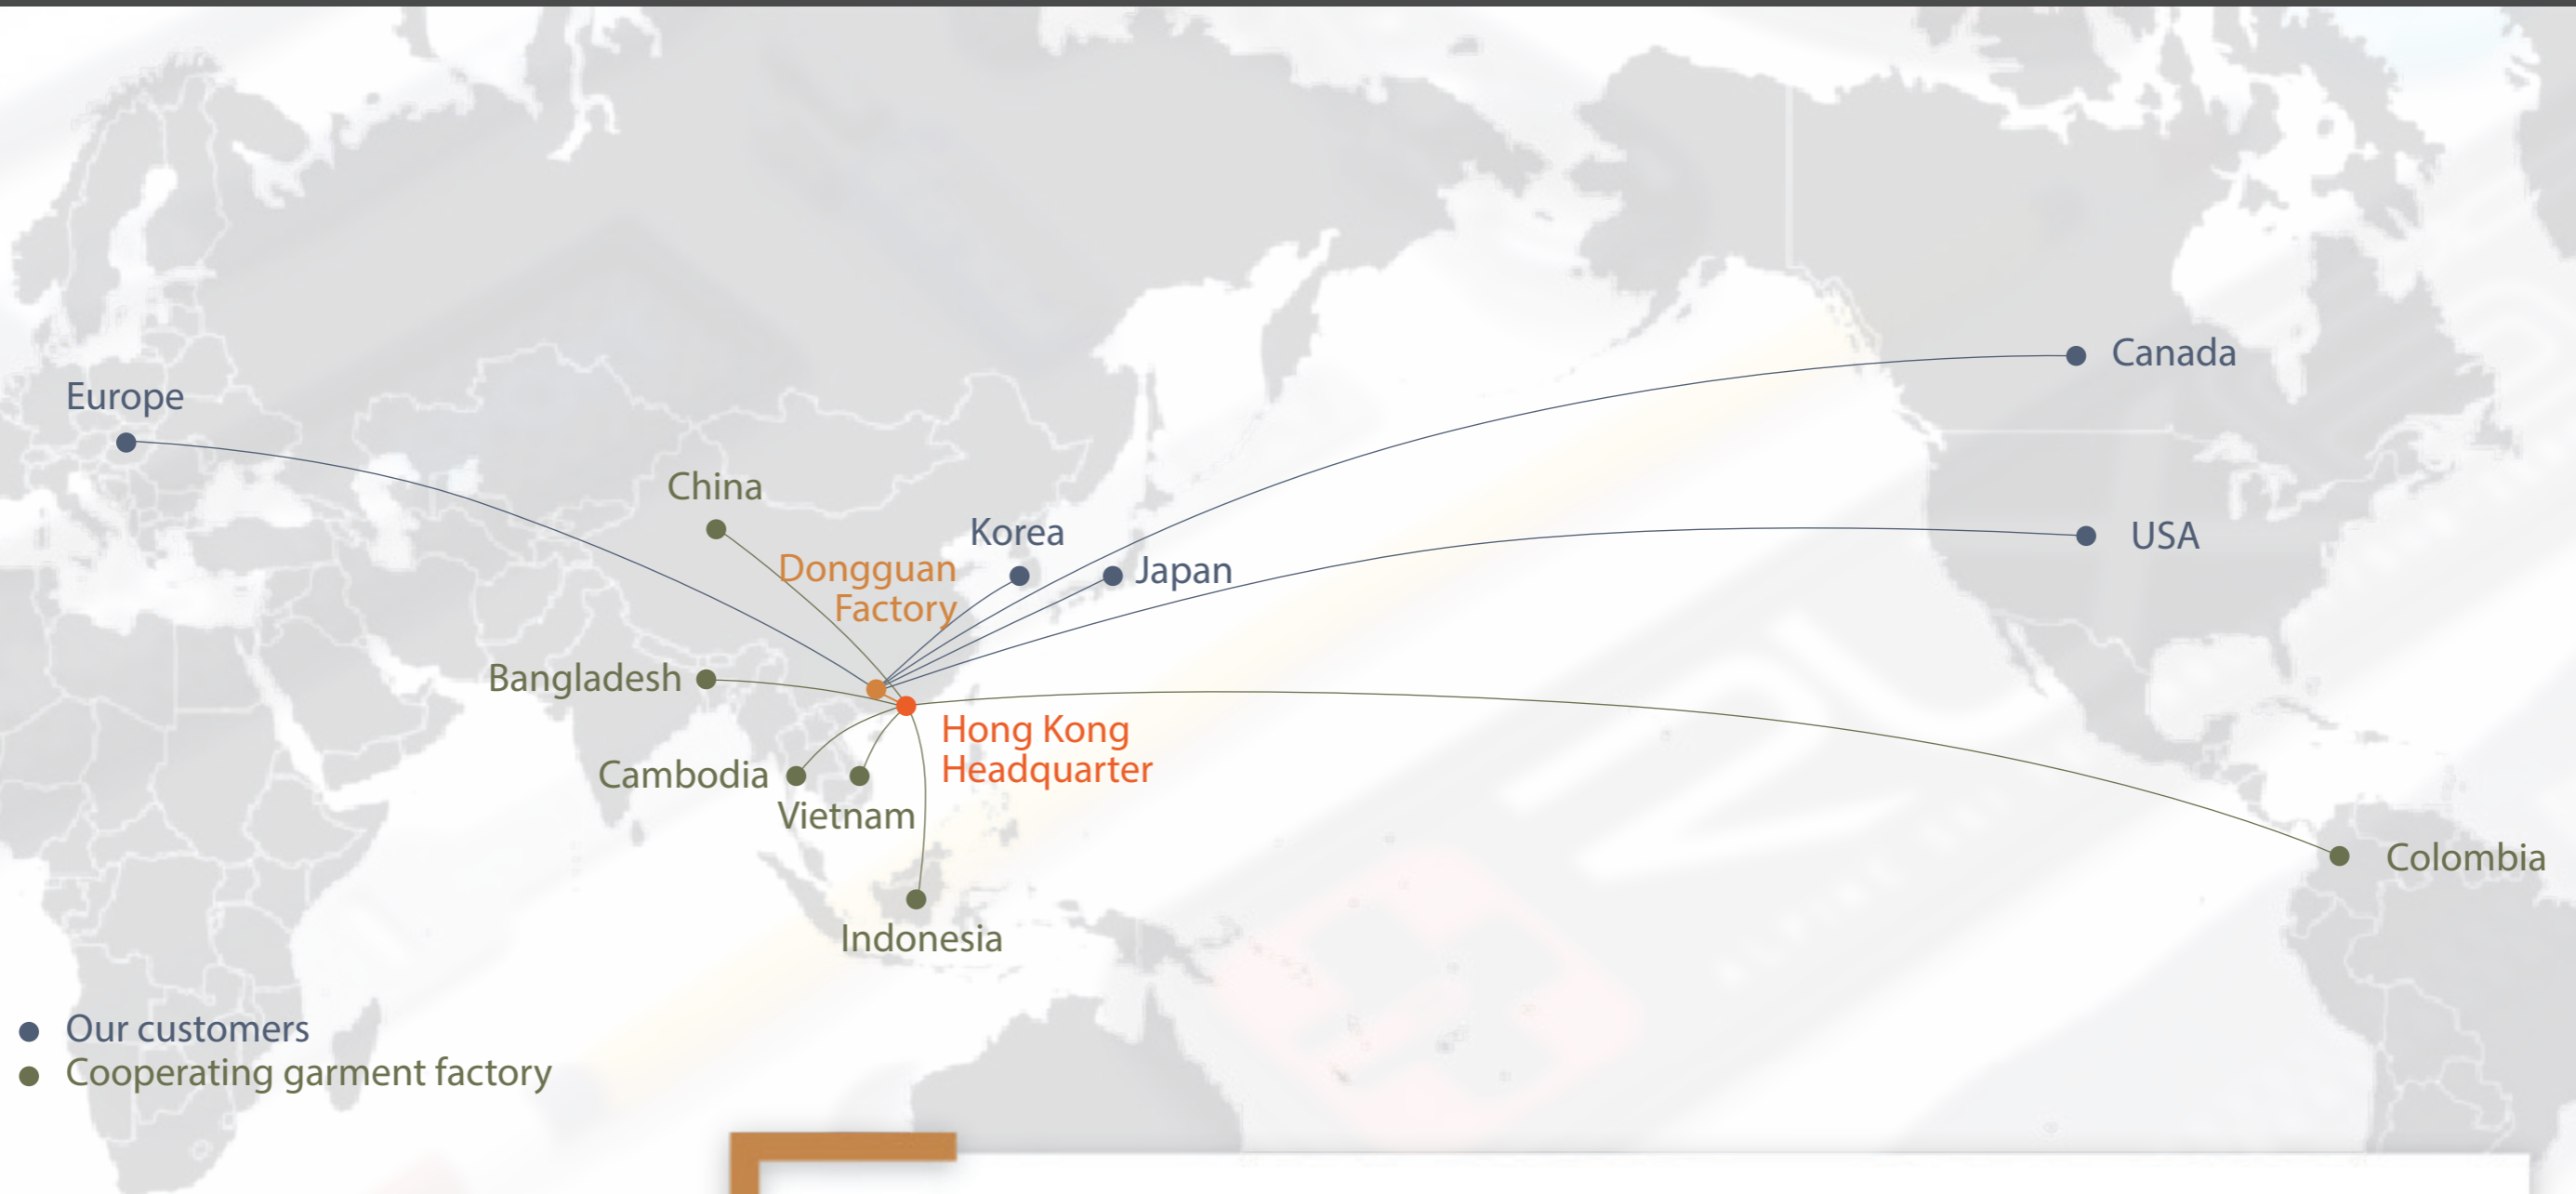 Canada
Europe
China
Korea
USA
Dongguan
Factory
Japan
Bangladesh
Hong Kong
Headquarter
Cambodia
Vietnam
Colombia
Indonesia
Our customers
Cooperating garment factory